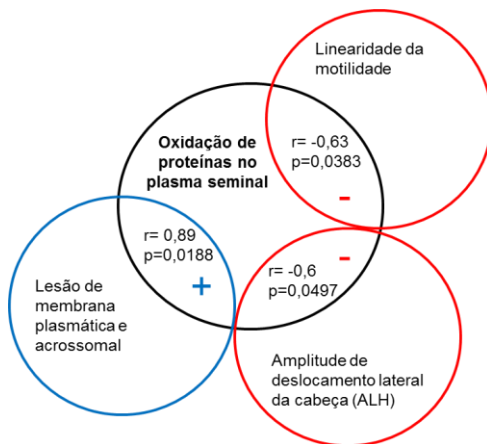 Linearidade da
motilidade
Oxidação de
proteínas no
plasma seminal
r= -0,63
p=0,0383
-
r= 0,89
p=0,0188
+
-
r= -0,6
p=0,0497
Lesão de
membrana
plasmática e
acrossomal
Amplitude de
deslocamento lateral
da cabeça (ALH)